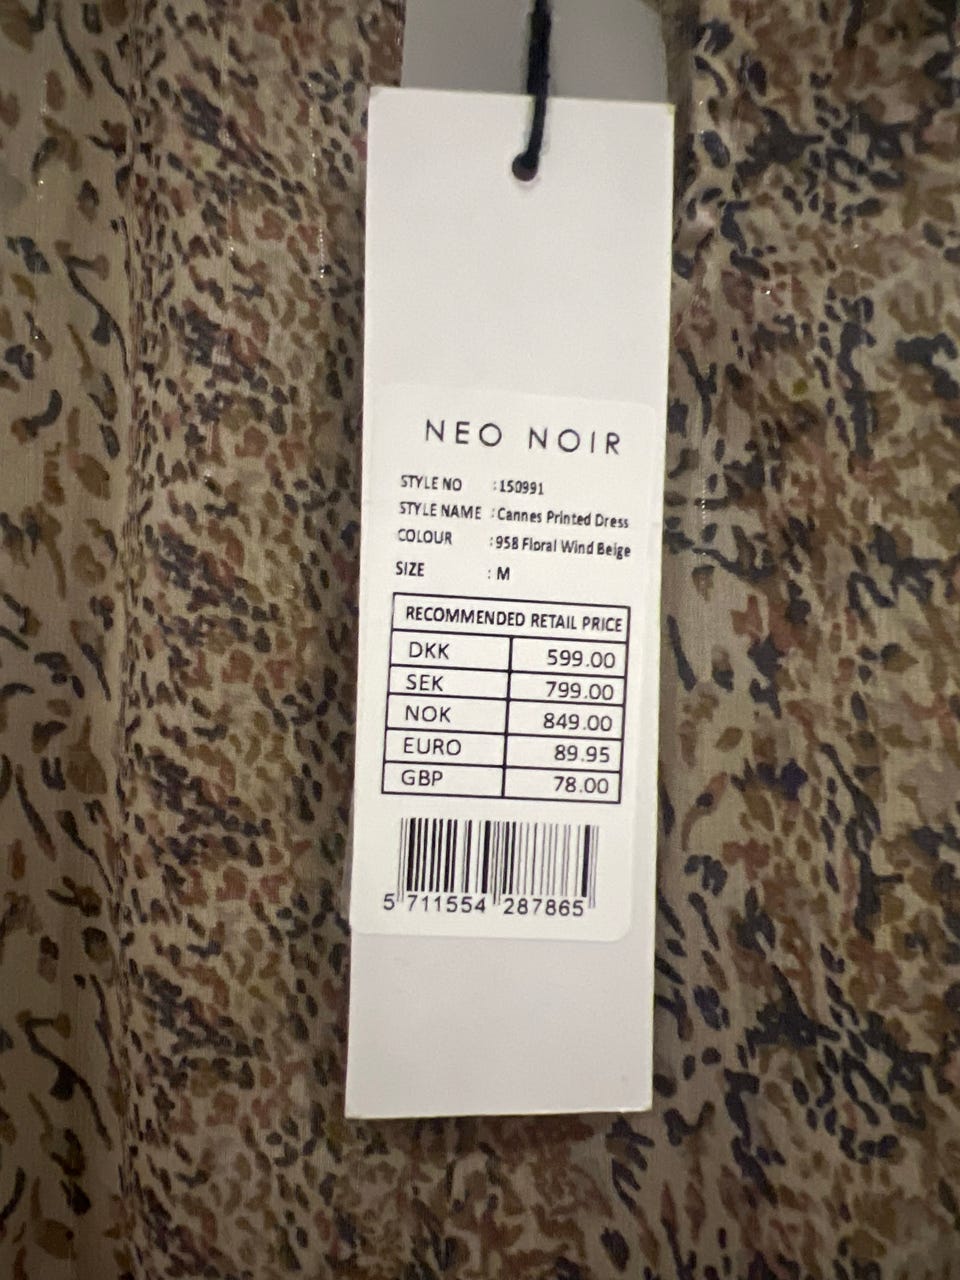 NEO NOIR
STYLE NO :150991
STYLE NAME :Cannes Printed Dress
COLOUR :958 Floral Wind Beige
SIZE : M
RECOMMENDED RETAIL PRICE
DKK 599.00
SEK 799.00
NOK 849.00
EURO 89.95
GBP 78.00
5 711554 287865